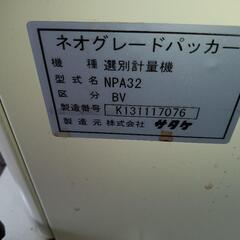 ネオグレードパッカー
機種 選別計量機
型式名 NPA32
区分 BV
製造番号 K131117076
製造元 株式会社 サタケ